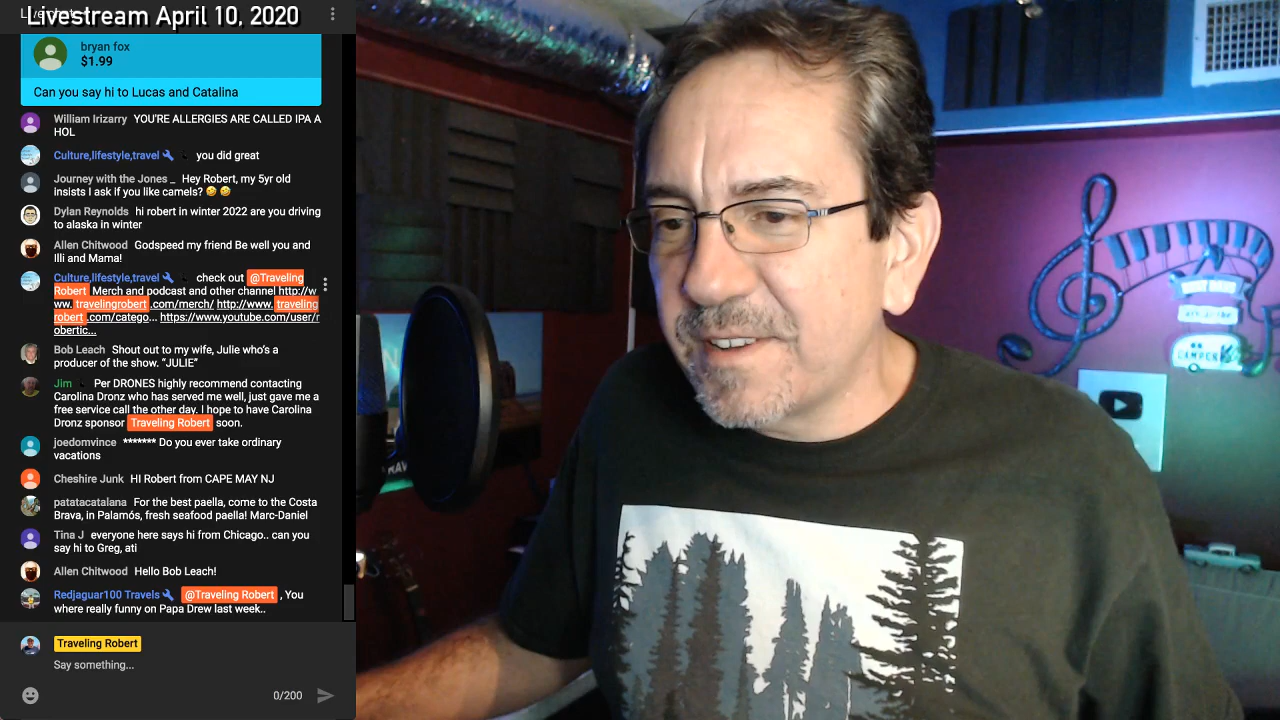 Livestream April 10, 2020
bryan fox
$1.99
Can you say hi to Lucas and Catalina
William Irizarry YOU'RE ALLERGIES ARE CALLED IPA A
HOL
Culture,lifestyle,travel you did great
Journey with the Jones _ Hey Robert, my 5yr old
insists I ask if you like camels? 🤣 🤣
Dylan Reynolds hi robert in winter 2022 are you driving
to alaska in winter
Allen Chitwood Godspeed my friend Be well you and
Illi and Mama!
Culture,lifestyle,travel check out @Traveling
Robert Merch and podcast and other channel http://w
ww. travelingrobert .com/merch/ http://www. traveling
robert .com/catego... https://www.youtube.com/user/r
obertic...
Bob Leach Shout out to my wife, Julie who's a
producer of the show. “JULIE”
Jim Per DRONES highly recommend contacting
Carolina Dronz who has served me well, just gave me a
free service call the other day. I hope to have Carolina
Dronz sponsor Traveling Robert soon.
joedomvince ******* Do you ever take ordinary
vacations
Cheshire Junk HI Robert from CAPE MAY NJ
patatacatalana For the best paella, come to the Costa
Brava, in Palamós, fresh seafood paella! Marc-Daniel
Tina J everyone here says hi from Chicago.. can you
say hi to Greg, ati
Allen Chitwood Hello Bob Leach!
Redjaguar100 Travels @Traveling Robert , You
where really funny on Papa Drew last week..
Traveling Robert
Say something...
0/200
CAMPER